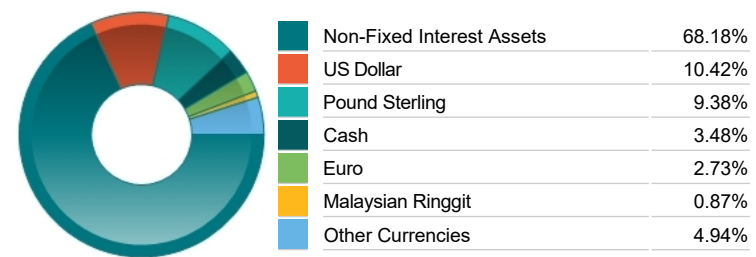 Non-Fixed Interest Assets 68.18%
US Dollar 10.42%
Pound Sterling 9.38%
Cash 3.48%
Euro 2.73%
Malaysian Ringgit 0.87%
Other Currencies 4.94%